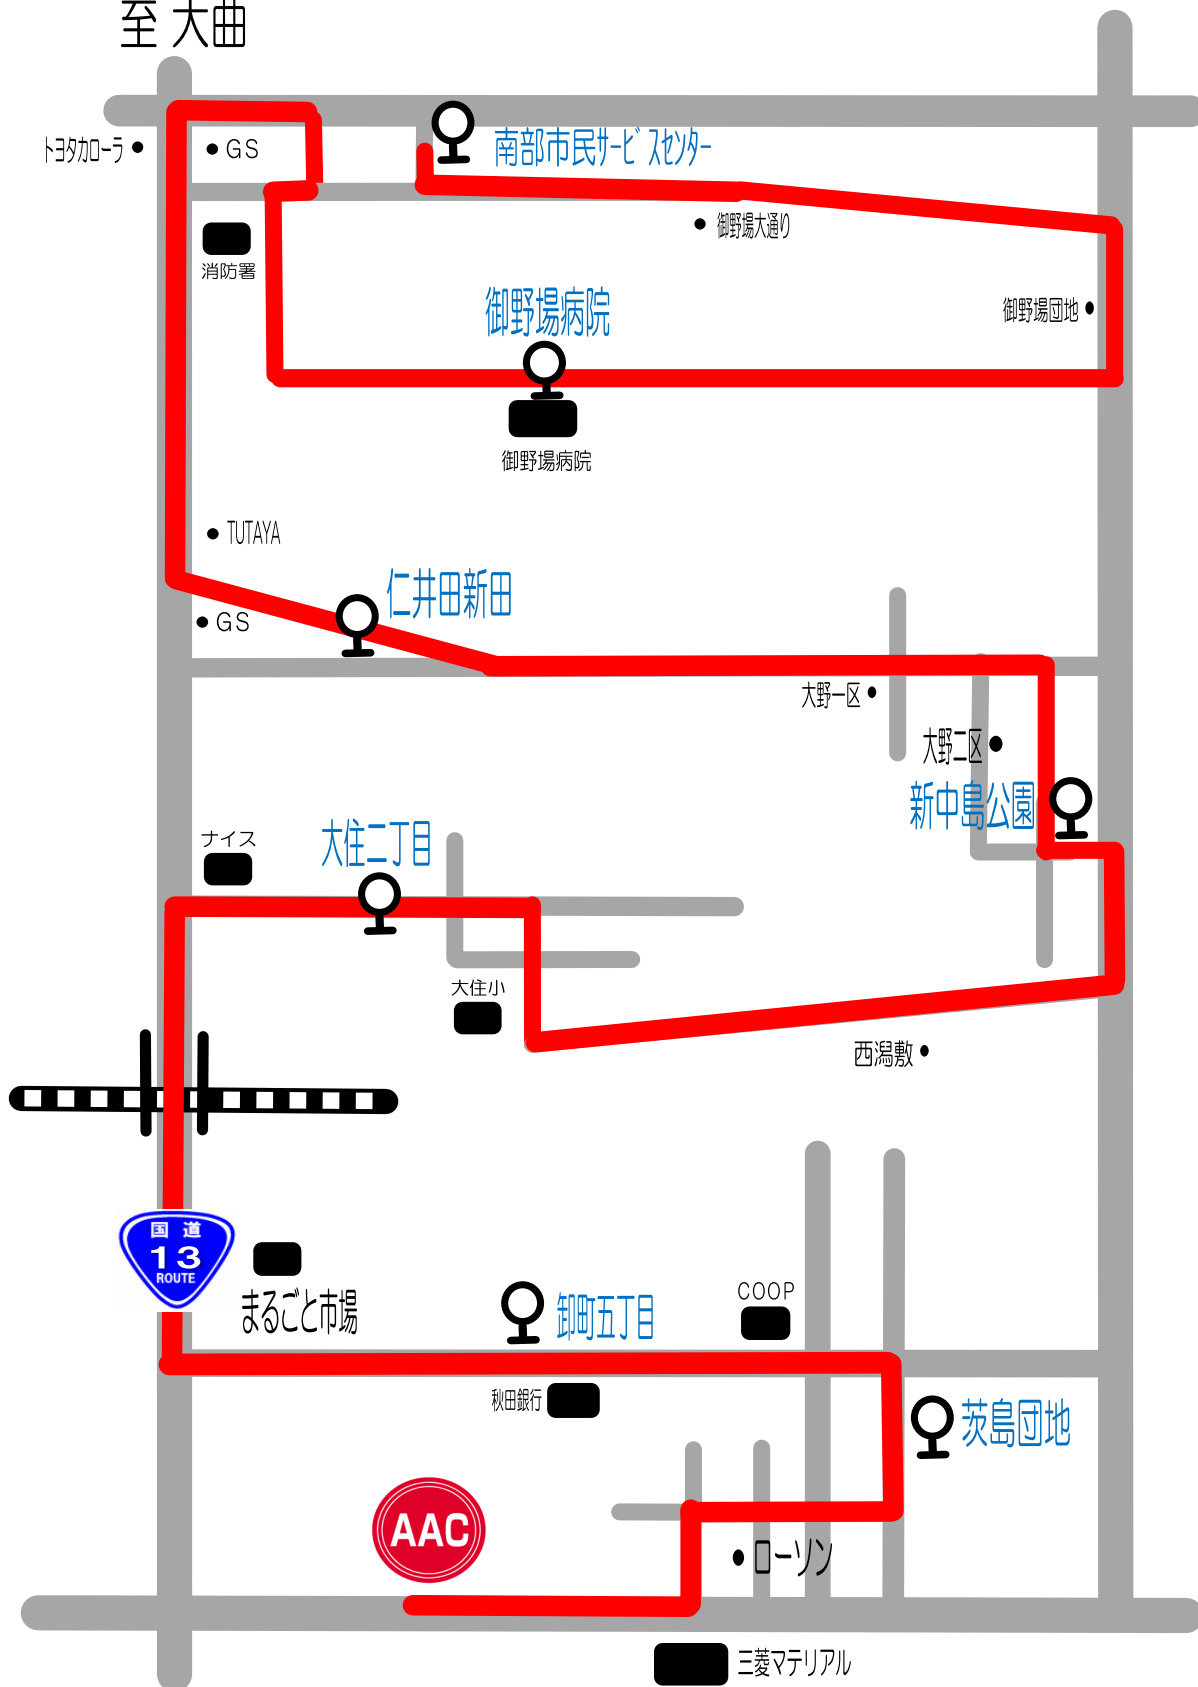 至 大曲
トヨタカローラ
GS
南部市民サービスセンター
御野場大通り
消防署
御野場病院
御野場団地
御野場病院
TUTAYA
仁井田新田
GS
大野一区
大野二区
新中島公園
大住二丁目
ナイス
大住小
西潟敷
国道
13
ROUTE
まるごと市場
卸町五丁目
COOP
秋田銀行
茨島団地
AAC
ローソン
三菱マテリアル